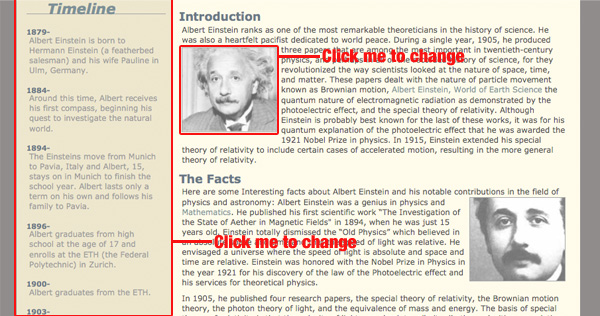 Timeline
1879-
Albert Einstein is born to
Hermann Einstein (a featherbed
salesman) and his wife Pauline in
Ulm, Germany.
1884-
Around this time, Albert receives
his first compass, beginning his
quest to investigate the natural
world.
1894-
The Einsteins move from Munich
to Pavia, Italy and Albert, 15,
stays on in Munich to finish the
school year. Albert lasts only a
term on his own and follows his
family to Pavia.
1896-
Albert graduates from high
school at the age of 17 and
enrolls at the ETH (the Federal
Polytechnic) in Zurich.
1900-
Albert graduates from the ETH.
1903-
Introduction
Albert Einstein ranks as one of the most remarkable theoreticians in the history of science. He
was also a heartfelt pacifist dedicated to world peace. During a single year, 1905, he produced
three papers that are among the most important in twentieth-century
Click me to change
physics, and of science, for they
revolutionized the way scientists looked at the nature of space, time,
and matter. These papers dealt with the nature of particle movement
known as Brownian motion, Albert Einstein, World of Earth Science the
quantum nature of electromagnetic radiation as demonstrated by the
photoelectric effect, and the special theory of relativity. Although
Einstein is probably best known for the last of these works, it was for his
quantum explanation of the photoelectric effect that he was awarded the
1921 Nobel Prize in physics. In 1915, Einstein extended his special
theory of relativity to include certain cases of accelerated motion, resulting in the more general
theory of relativity.
The Facts
Here are some Interesting facts about Albert Einstein and his notable contributions in the field of
physics and astronomy: Albert Einstein was a genius in physics and
Mathematics. He published his first scientific work "The Investigation of
the State of Aether in Magnetic Fields" in 1894, when he was just 15
years old. Einstein totally dismissed the "Old Physics" which believed in
Click me to change
an absolute of light was relative. He
envisaged a universe where the speed of light is absolute and space and
time are relative. Einstein was honored with the Nobel Prize in Physics in
the year 1921 for his discovery of the law of the Photoelectric effect and
his services for theoretical physics.
In 1905, he published four research papers, the special theory of relativity, the Brownian motion
theory, the photon theory of light, and the equivalence of mass and energy. The basis of special